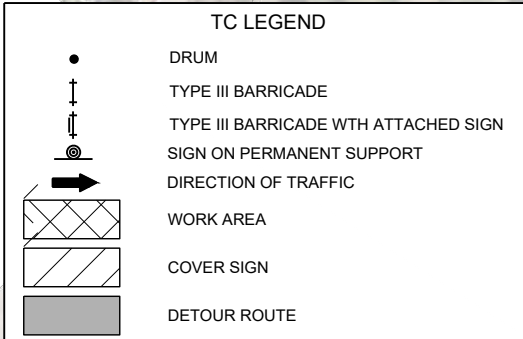 TC LEGEND
DRUM
TYPE III BARRICADE
TYPE III BARRICADE WTH ATTACHED SIGN
SIGN ON PERMANENT SUPPORT
DIRECTION OF TRAFFIC
WORK AREA
COVER SIGN
DETOUR ROUTE